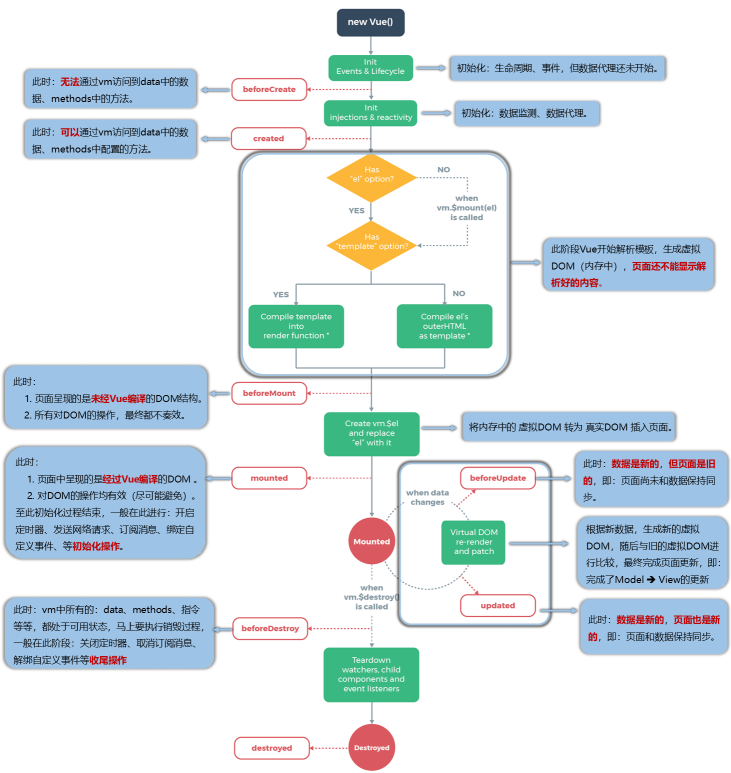 new Vue()
Init
Events & Lifecycle
初始化：生命周期、事件，但数据代理还未开始。
此时：无法通过vm访问到data中的数
据、methods中的方法。
beforeCreate
Init
injections & reactivity
初始化：数据监测、数据代理。
此时：可以通过vm访问到data中的数
据、methods中配置的方法。
created
Has
"el" option?
NO
YES
when
vm.$mount(el)
is called
Has
"template" option?
此阶段Vue开始解析模板，生成虚拟
DOM（内存中），页面还不能显示解
析好的内容。
YES
NO
Compile template
into
render function *
Compile el's
outerHTML
as template *
此时：
1. 页面呈现的是未经Vue编译的DOM结构。
2. 所有对DOM的操作，最终都不奏效。
beforeMount
Create vm.$el
and replace
"el" with it
将内存中的 虚拟DOM 转为 真实DOM 插入页面。
此时：
1. 页面中呈现的是经过Vue编译的DOM 。
2. 对DOM的操作均有效（尽可能避免）。
至此初始化过程结束，一般在此进行：开启
定时器、发送网络请求、订阅消息、绑定自
定义事件、等初始化操作。
mounted
beforeUpdate
此时：数据是新的，但页面是旧
的，即：页面尚未和数据保持同
步。
when data
changes
Mounted
Virtual DOM
re-render
and patch
根据新数据，生成新的虚拟
DOM，随后与旧的虚拟DOM进
行比较，最终完成页面更新，即：
完成了Model ➔ View的更新
when
vm.$destroy()
is called
updated
此时：数据是新的，页面也是新
的，即：页面和数据保持同步。
此时：vm中所有的：data、methods、指令
等等，都处于可用状态，马上要执行销毁过程，
一般在此阶段：关闭定时器、取消订阅消息、
解绑自定义事件等收尾操作
beforeDestroy
Teardown
watchers, child
components and
event listeners
destroyed
Destroyed